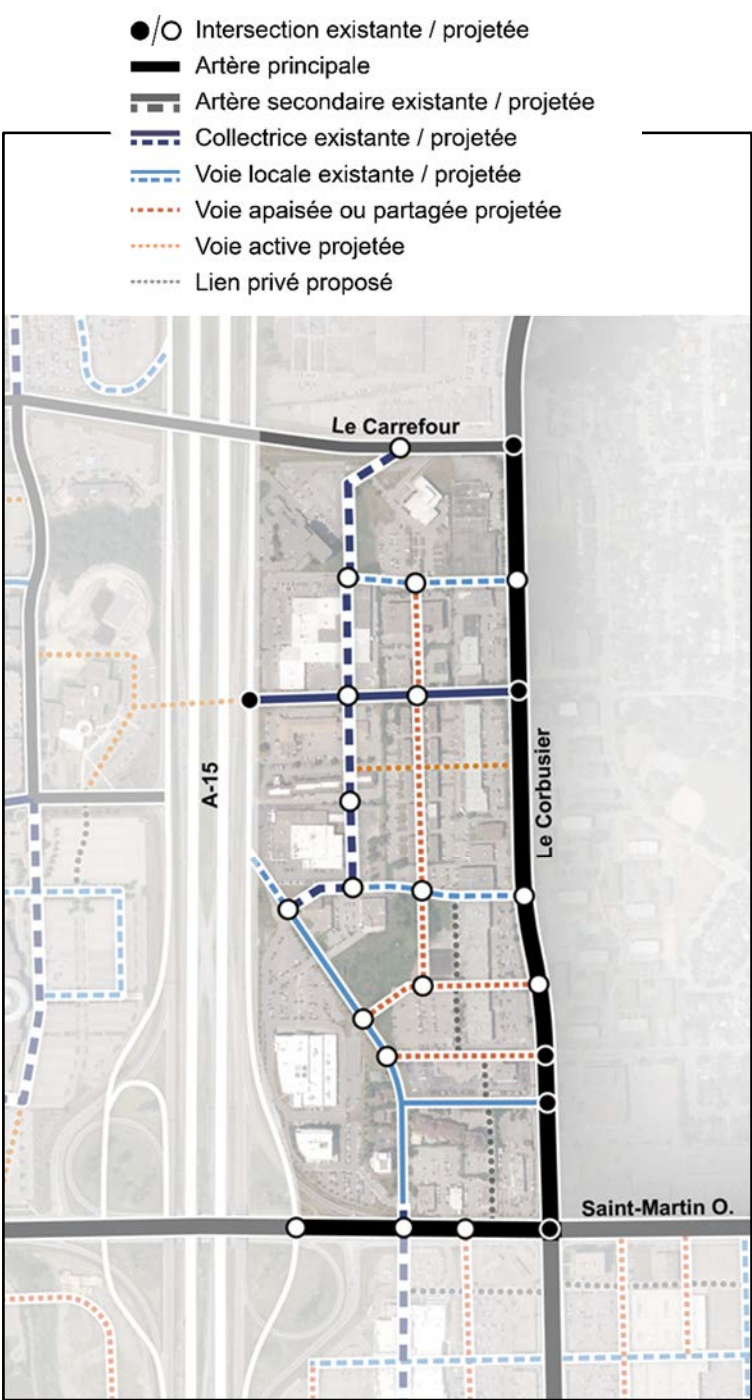 ●/○ Intersection existante / projetée
Artère principale
Artère secondaire existante / projetée
Collectrice existante / projetée
Voie locale existante / projetée
Voie apaisée ou partagée projetée
Voie active projetée
Lien privé proposé
Le Carrefour
A-15
Le Corbusier
Saint-Martin O.